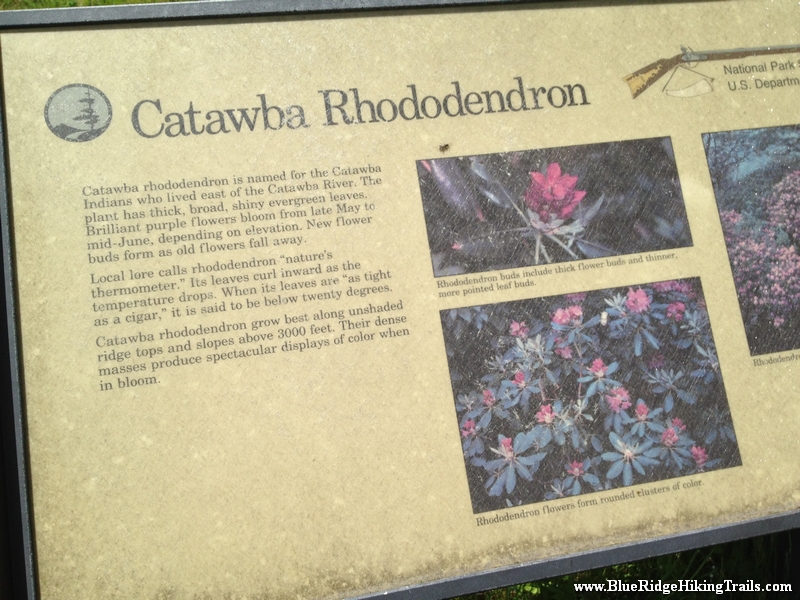 Catawba Rhododendron
National Park
U.S.
Catawba rhododendron is named for the Catawba
Indians who lived east of the Catawba River. The
plant has thick, broad, shiny evergreen leaves.
Brilliant purple flowers bloom from late May to
mid-June, depending on elevation. New flower
buds form as old flowers fall away.
Local lore calls rhododendron “nature's
thermometer.” Its leaves curl inward as the
temperature drops. When its leaves are “as tight
as a cigar,” it is said to be below twenty degrees.
Catawba rhododendron grow best along unshaded
ridge tops and slopes above 3000 feet. Their dense
masses produce spectacular displays of color when
in bloom.
Rhododendron buds include thick flower buds and thinner,
more pointed leaf buds.
Rhododendron flowers form rounded clusters of color.
www.BlueRidgeHikingTrails.com